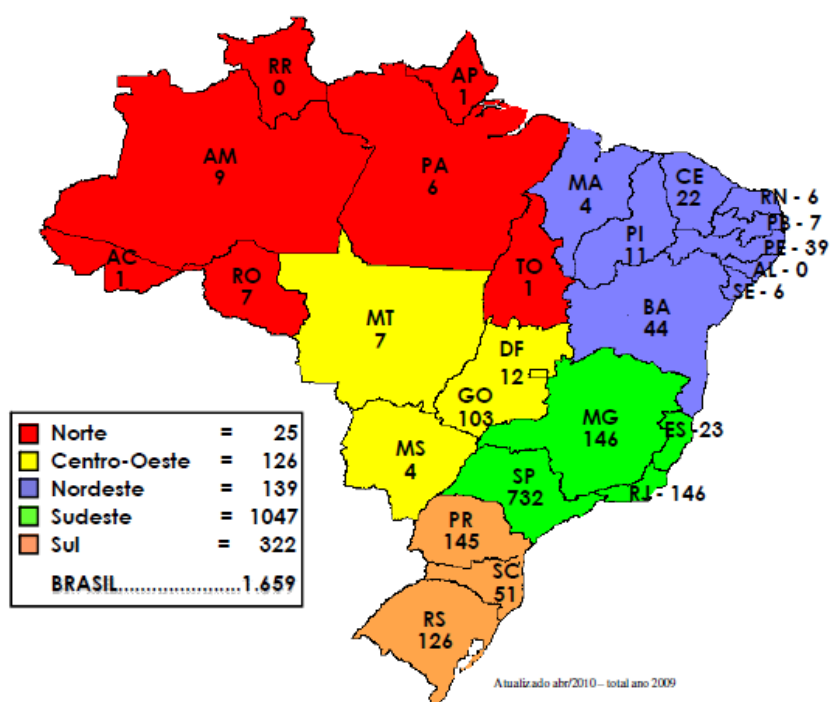 RR
0
AP
1
AM
9
PA
6
MA
4
CE
22
RN - 6
PB - 7
PI
11
PE - 39
AL - 0
SE - 6
AC
1
RO
7
TO
1
BA
44
MT
7
DF
12
GO
103
MG
146
ES - 23
MS
4
SP
732
RJ - 146
PR
145
SC
51
RS
126
Norte = 25
Centro-Oeste = 126
Nordeste = 139
Sudeste = 1047
Sul = 322
BRASIL......................1.659
Atualizado abr/2010 – total ano 2009